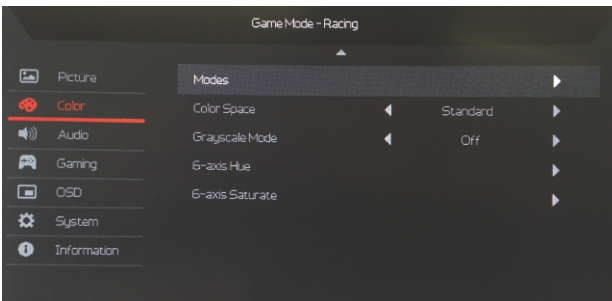 Game Mode - Racing
Picture
Modes
Color
Color Space
Standard
Audio
Grayscale Mode
Off
Gaming
6-axis Hue
OSD
6-axis Saturate
System
Information